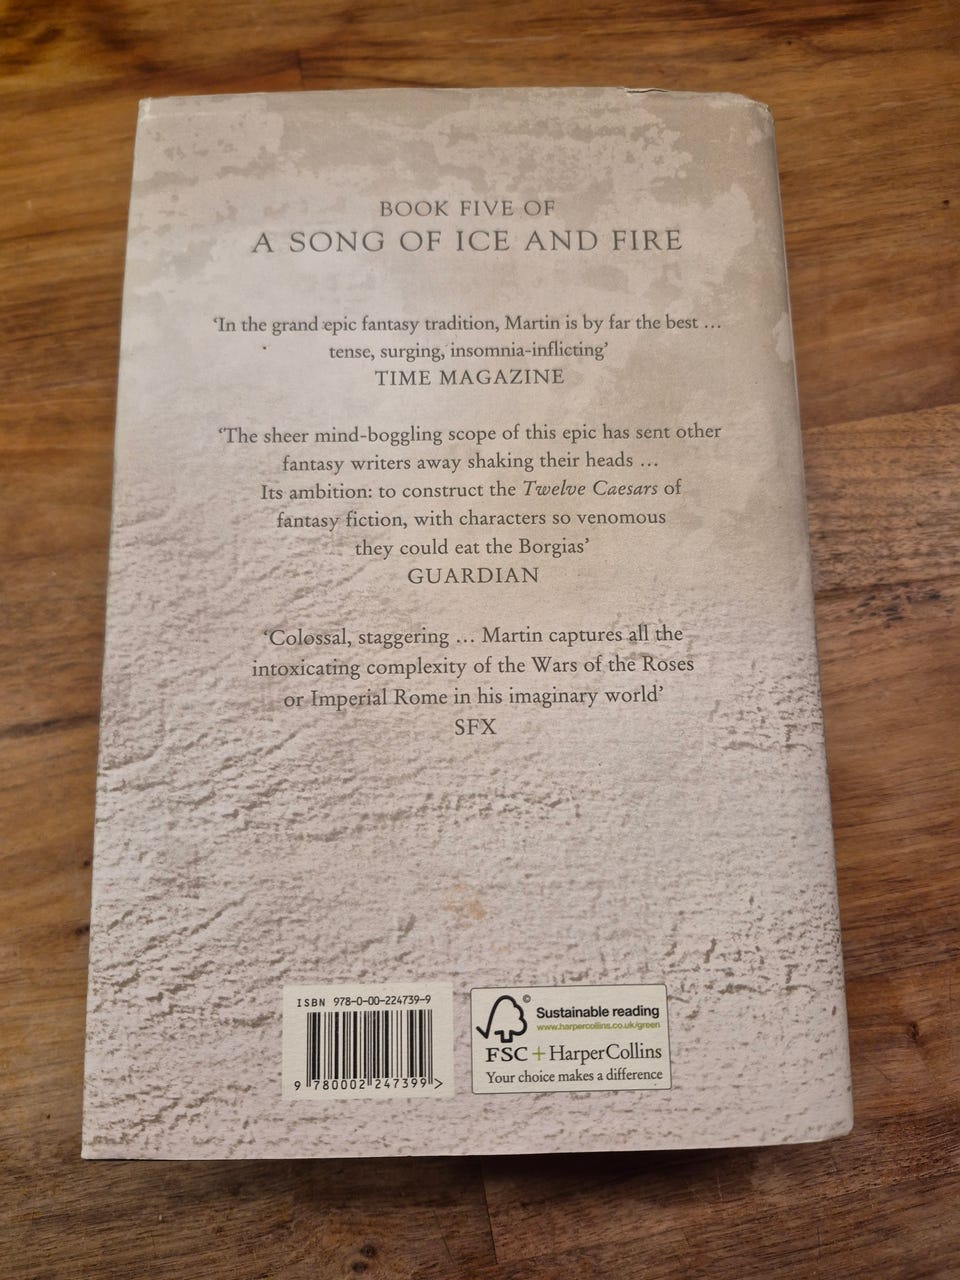 BOOK FIVE OF
A SONG OF ICE AND FIRE
‘In the grand epic fantasy tradition, Martin is by far the best …
tense, surging, insomnia-inflicting’
TIME MAGAZINE
‘The sheer mind-boggling scope of this epic has sent other
fantasy writers away shaking their heads …
Its ambition: to construct the Twelve Caesars of
fantasy fiction, with characters so venomous
they could eat the Borgias’
GUARDIAN
‘Colossal, staggering … Martin captures all the
intoxicating complexity of the Wars of the Roses
or Imperial Rome in his imaginary world’
SFX
ISBN 978-0-00-224739-9
9 780002 247399 >
©
Sustainable reading
www.harpercollins.co.uk/green
FSC + HarperCollins
Your choice makes a difference